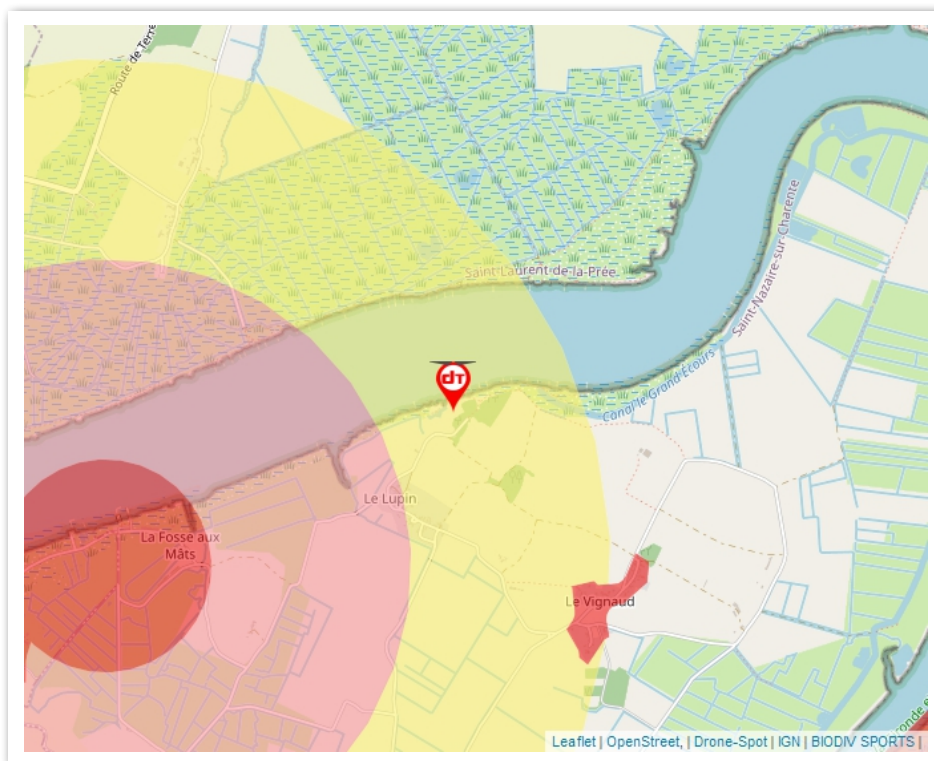 Route de Terre
Saint-Laurent-de-la-Prée
Saint-Nazaire-sur-Charente
dT
Canal le Grand Écours
Le Lupin
La Fosse aux
Mâts
Le Vignaud
Leaflet | OpenStreet, | Drone-Spot | IGN | BIODIV SPORTS |